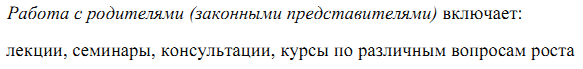 Работа с родителями (законными представителями) включает:
лекции, семинары, консультации, курсы по различным вопросам роста